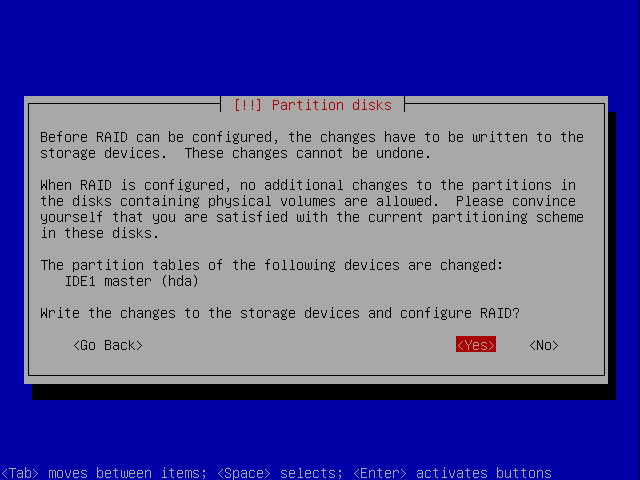 [!!] Partition disks
Before RAID can be configured, the changes have to be written to the
storage devices.  These changes cannot be undone.
When RAID is configured, no additional changes to the partitions in
the disks containing physical volumes are allowed.  Please convince
yourself that you are satisfied with the current partitioning scheme
in these disks.
The partition tables of the following devices are changed:
IDE1 master (hda)
Write the changes to the storage devices and configure RAID?
<Go Back> <Yes> <No>
<Tab> moves between items; <Space> selects; <Enter> activates buttons